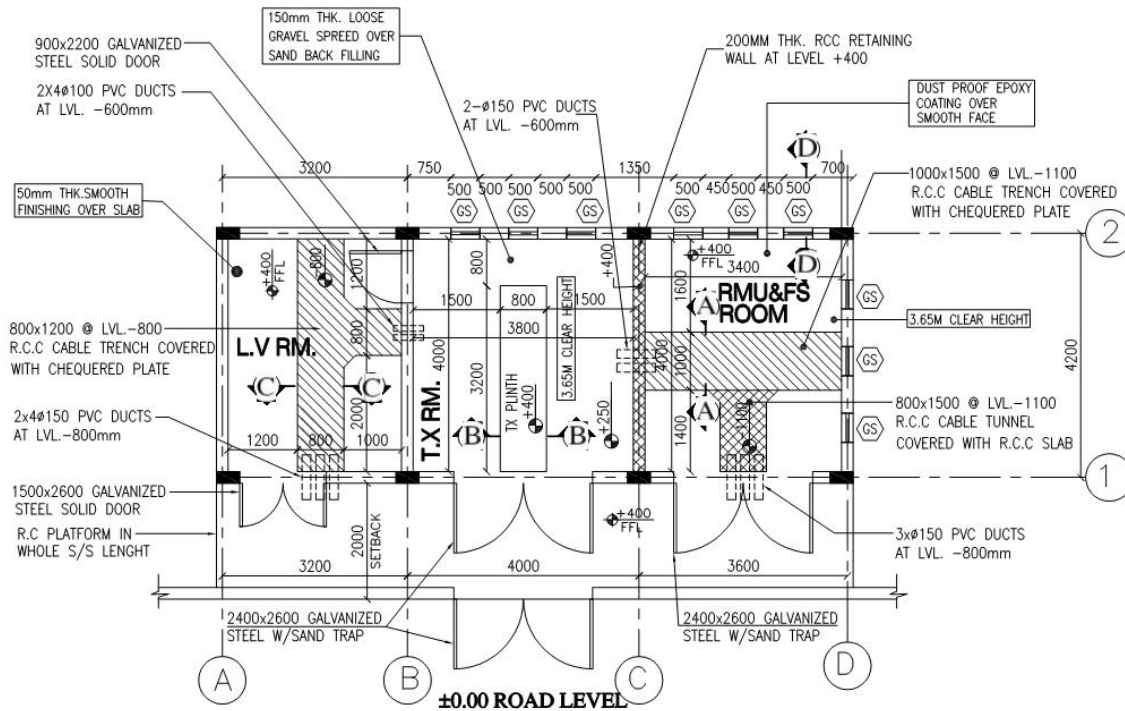 150mm THK. LOOSE
GRAVEL SPREED OVER
SAND BACK FILLING
900x2200 GALVANIZED
STEEL SOLID DOOR
2X4ø100 PVC DUCTS
AT LVL. -600mm
200MM THK. RCC RETAINING
WALL AT LEVEL +400
2-ø150 PVC DUCTS
AT LVL. -600mm
DUST PROOF EPOXY
COATING OVER
SMOOTH FACE
D
3200
750
500
500
500
500
500
1350
500
450
500
450
500
700
1000x1500 @ LVL.-1100
R.C.C CABLE TRENCH COVERED
WITH CHEQUERED PLATE
50mm THK.SMOOTH
FINISHING OVER SLAB
GS
GS
GS
GS
GS
GS
2
+400
FFL
-800
1200
800
+400
+400
FFL
D
3400
1600
A
RMU&FS
ROOM
GS
3.65M CLEAR HEIGHT
1500
800
1500
3800
800x1200 @ LVL.-800
R.C.C CABLE TRENCH COVERED
WITH CHEQUERED PLATE
L.V RM.
800
4000
3200
3.65M CLEAR HEIGHT
4000
1000
GS
4200
C
C
2000
T.X RM.
TX PLINTH
+400
+250
A
1400
-1100
GS
800x1500 @ LVL.-1100
R.C.C CABLE TUNNEL
COVERED WITH R.C.C SLAB
2x4ø150 PVC DUCTS
AT LVL.-800mm
1200
800
1000
B
B
1
1500x2600 GALVANIZED
STEEL SOLID DOOR
R.C PLATFORM IN
WHOLE S/S LENGHT
2000
SETBACK
+400
FFL
3xø150 PVC DUCTS
AT LVL. -800mm
3200
4000
3600
2400x2600 GALVANIZED
STEEL W/SAND TRAP
2400x2600 GALVANIZED
STEEL W/SAND TRAP
A
B
C
D
±0.00 ROAD LEVEL